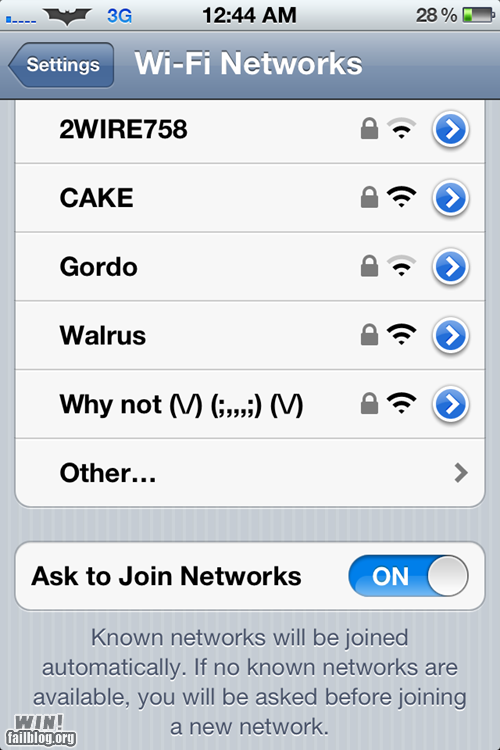 3G 12:44 AM 28%
Settings Wi-Fi Networks
2WIRE758
CAKE
Gordo
Walrus
Why not (\/) (;,,,;) (\/)
Other...
Ask to Join Networks ON
Known networks will be joined
automatically. If no known networks are
available, you will be asked before joining
a new network.
WIN!
failblog.org